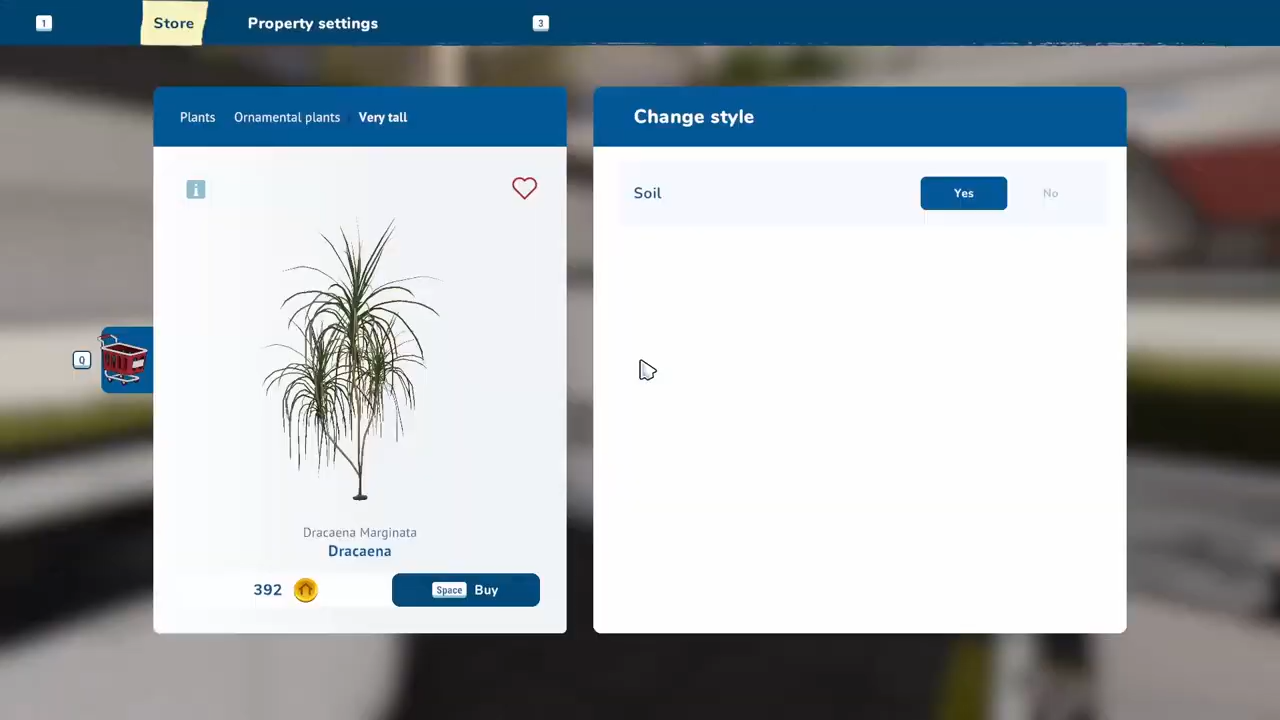 1
Store
Property settings
3
Plants
Ornamental plants
Very tall
Change style
i
Soil
Yes
No
Q
Dracaena Marginata
Dracaena
392
Space
Buy